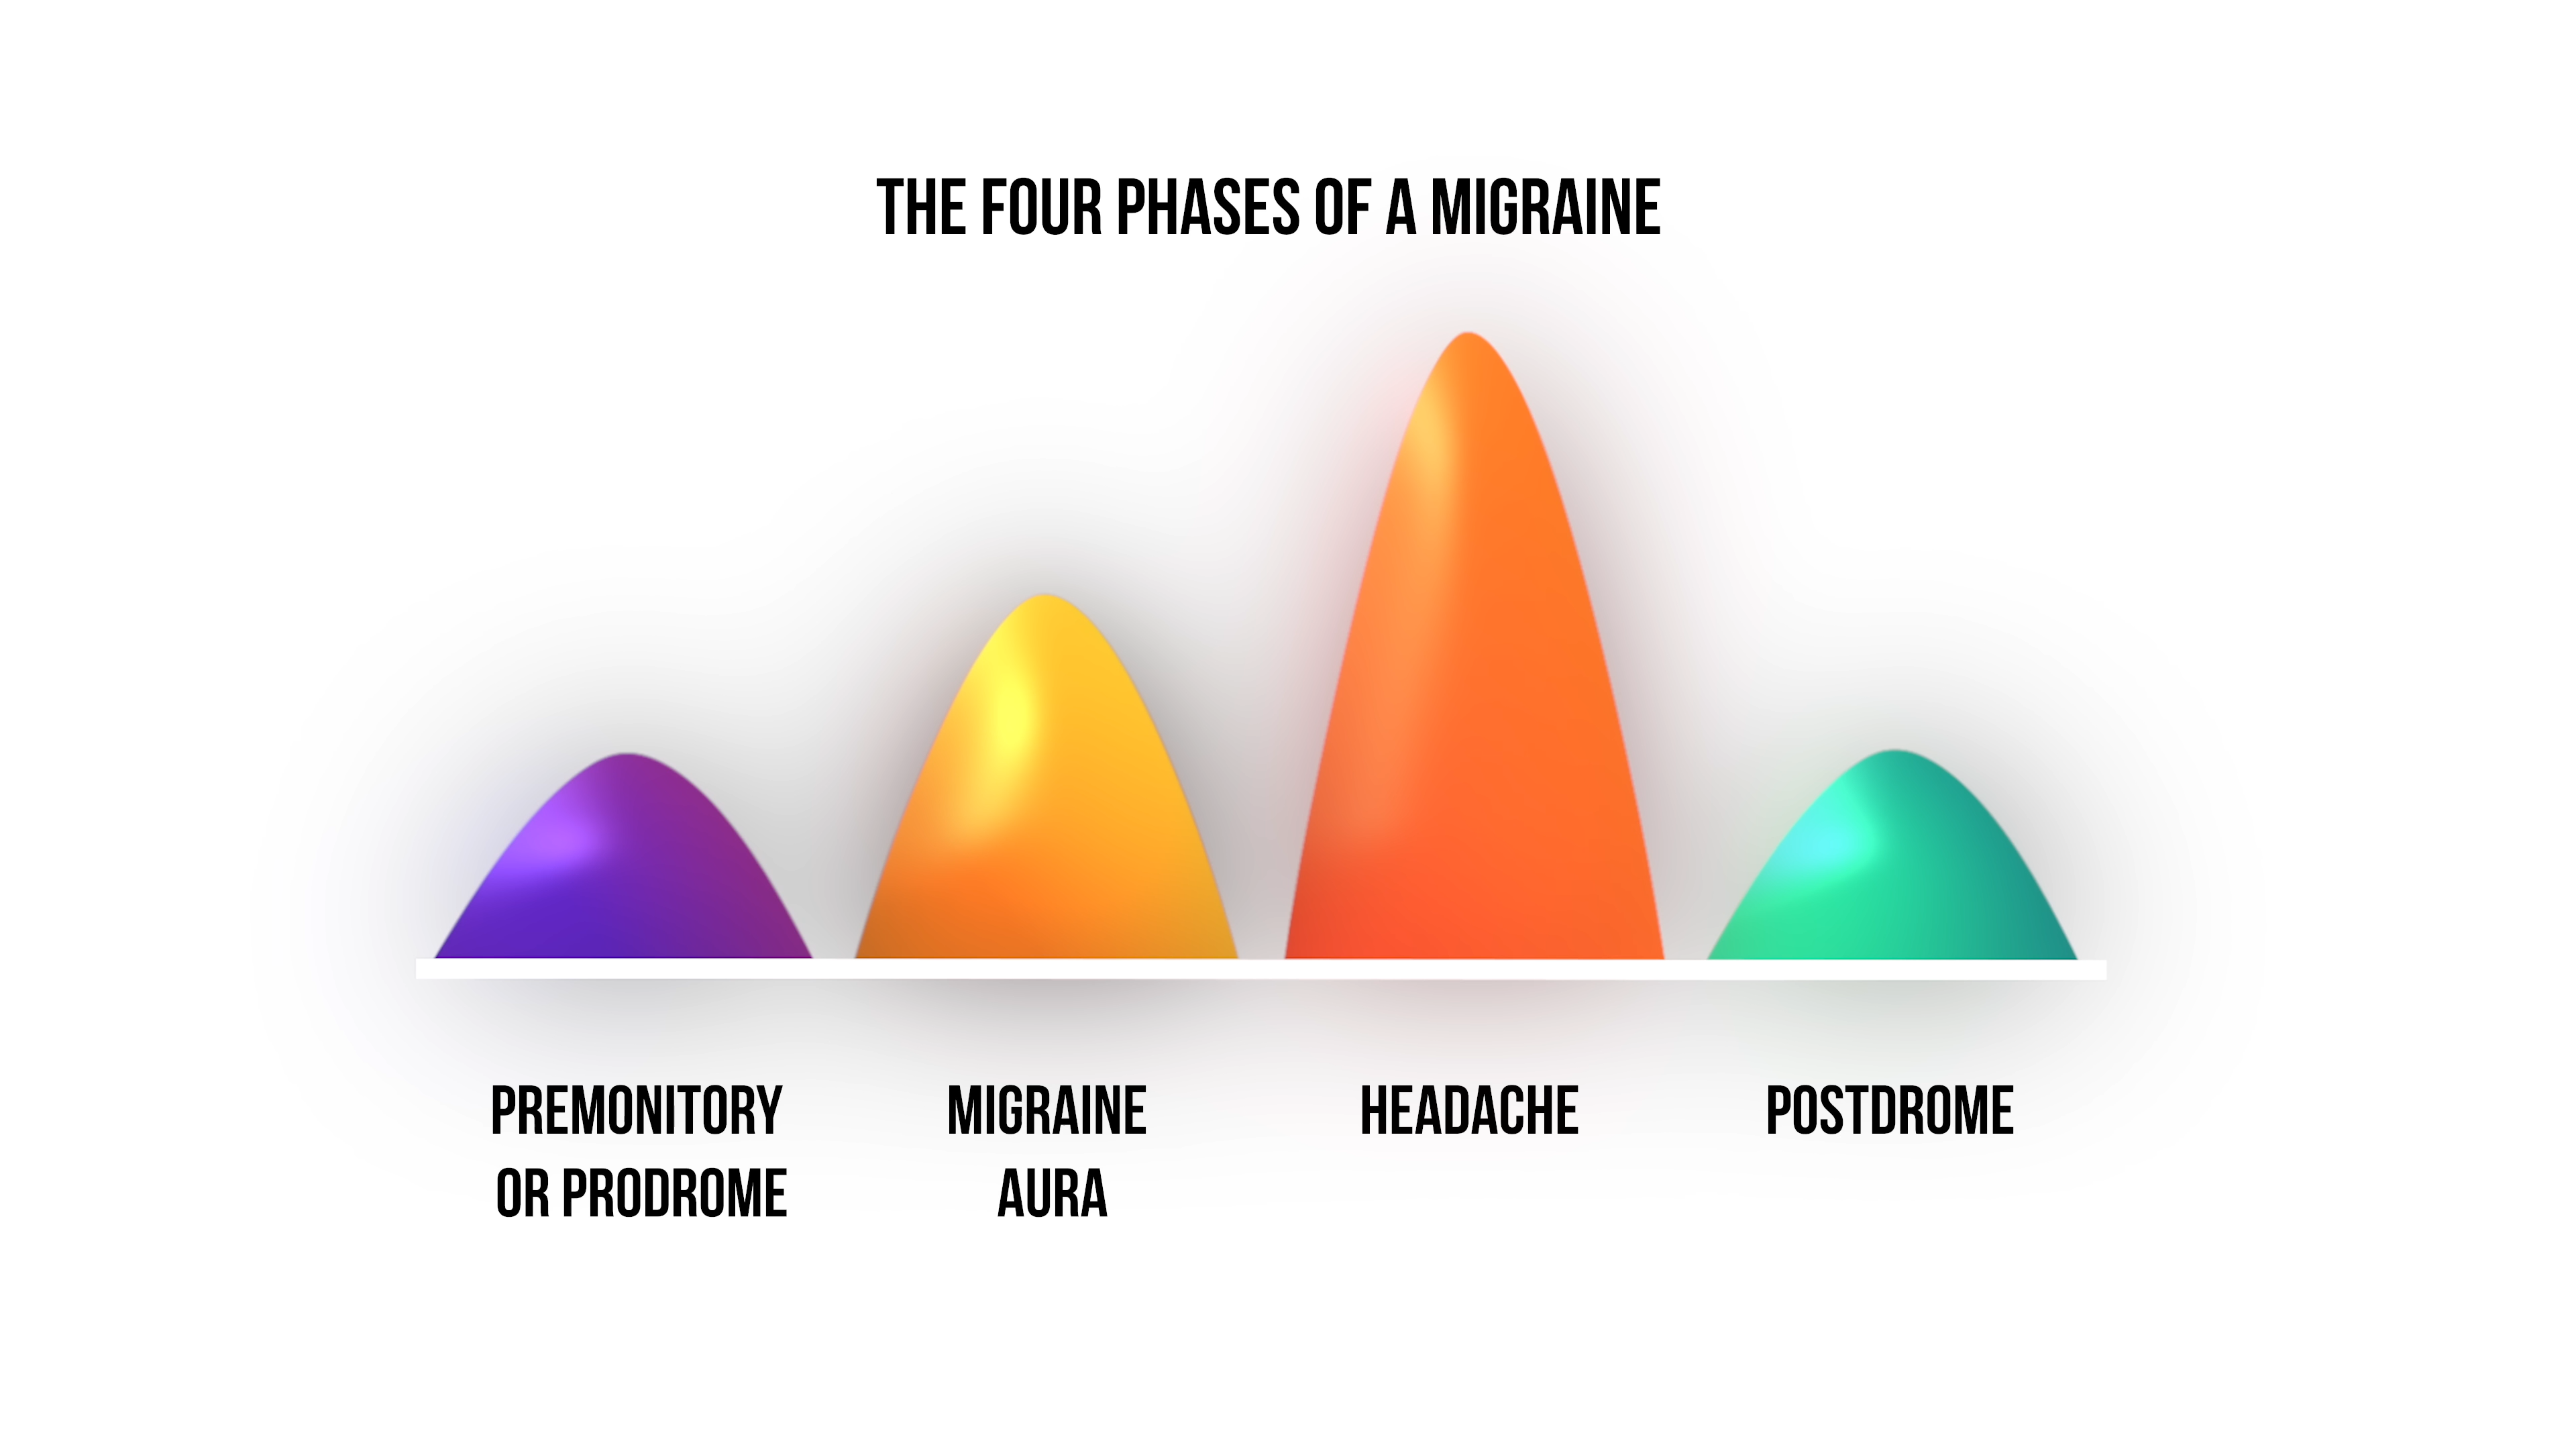 THE FOUR PHASES OF A MIGRAINE
PREMONITORY
OR PRODROME
MIGRAINE
AURA
HEADACHE
POSTDROME